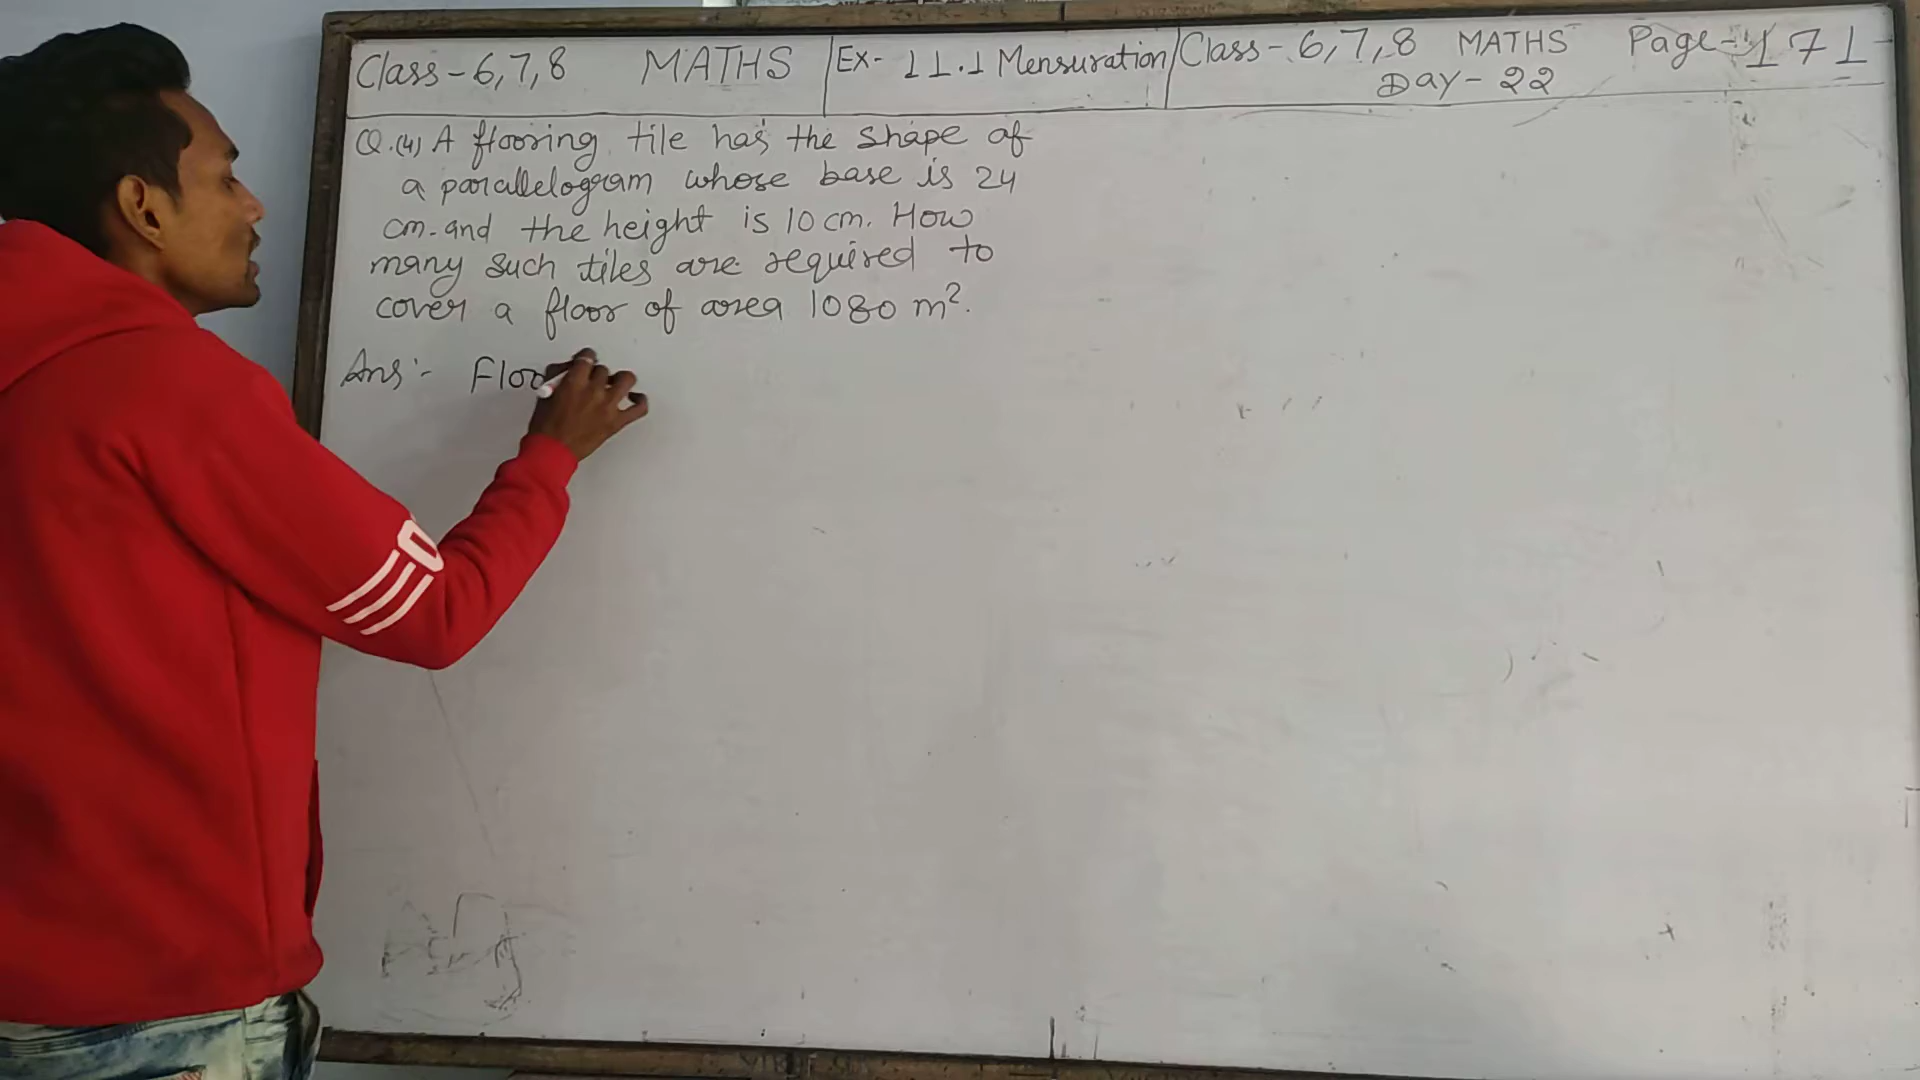 Class-6,7,8 MATHS
Ex- 11.1 Mensuration
Class-6,7,8 MATHS Page-171
Day-22
Q.(4) A flooring tile has the shape of
a parallelogram whose base is 24
cm. and the height is 10 cm. How
many such tiles are required to
cover a floor of area 1080 m².
Ans:- Floo